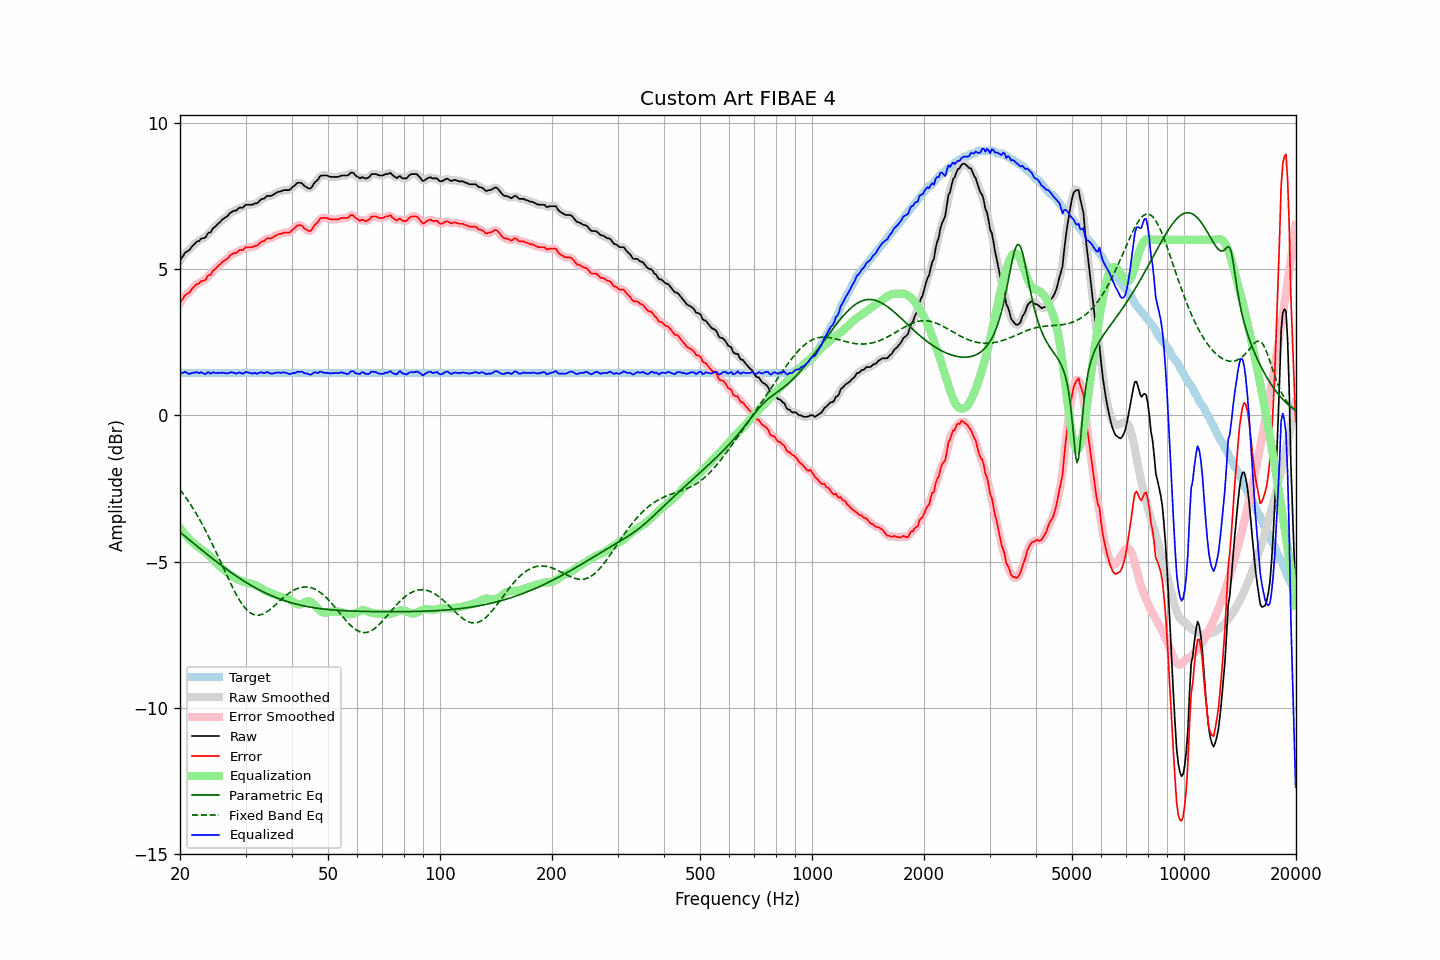 Custom Art FIBAE 4
Amplitude (dBr)
10
5
0
−5
−10
−15
Target
Raw Smoothed
Error Smoothed
Raw
Error
Equalization
Parametric Eq
Fixed Band Eq
Equalized
20 50 100 200 500 1000 2000 5000 10000 20000
Frequency (Hz)